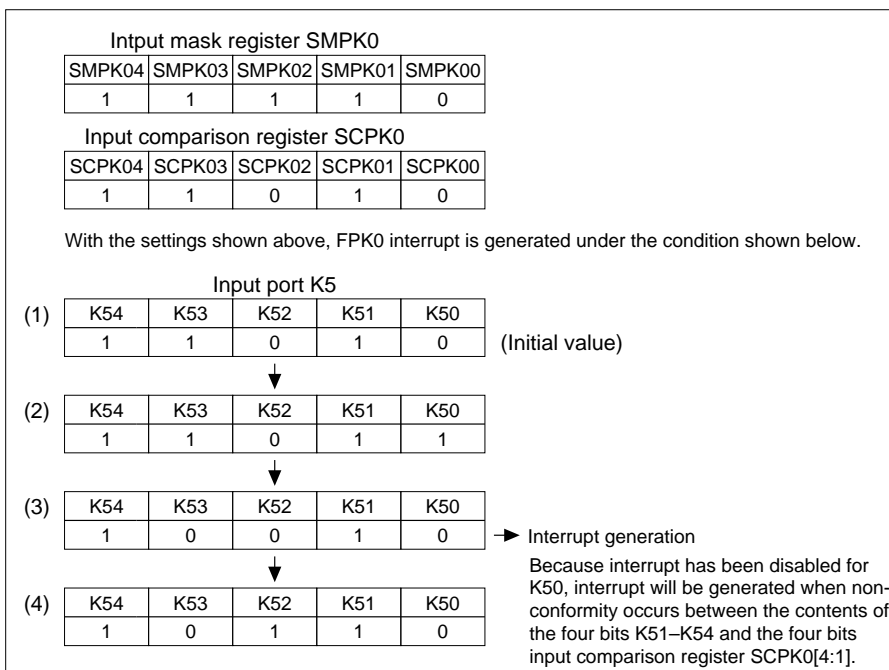 Intput mask register SMPK0
SMPK04 SMPK03 SMPK02 SMPK01 SMPK00
1 1 1 1 0
Input comparison register SCPK0
SCPK04 SCPK03 SCPK02 SCPK01 SCPK00
1 1 0 1 0
With the settings shown above, FPK0 interrupt is generated under the condition shown below.
Input port K5
(1) K54 K53 K52 K51 K50
1 1 0 1 0 (Initial value)
(2) K54 K53 K52 K51 K50
1 1 0 1 1
(3) K54 K53 K52 K51 K50
1 0 0 1 0 Interrupt generation
Because interrupt has been disabled for
K50, interrupt will be generated when non-
conformity occurs between the contents of
the four bits K51–K54 and the four bits
input comparison register SCPK0[4:1].
(4) K54 K53 K52 K51 K50
1 0 1 1 0